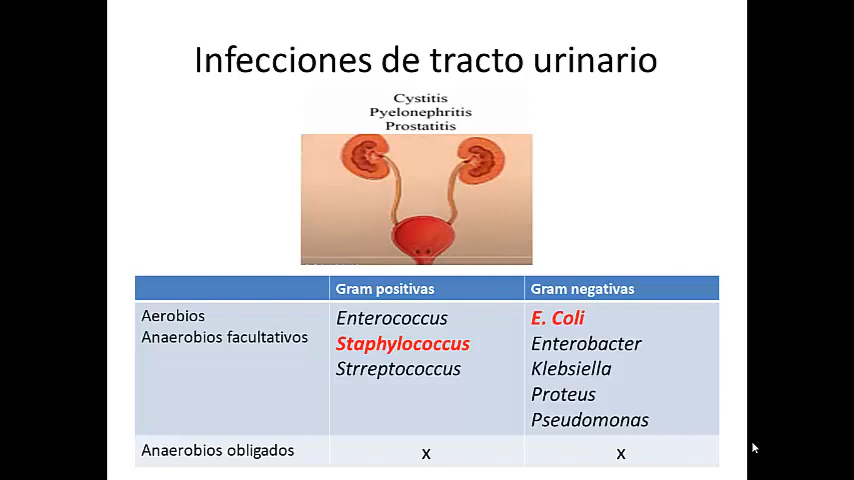 Infecciones de tracto urinario
Cystitis
Pyelonephritis
Prostatitis
Gram positivas
Gram negativas
Aerobios
Anaerobios facultativos
Enterococcus
Staphylococcus
Strreptococcus
E. Coli
Enterobacter
Klebsiella
Proteus
Pseudomonas
Anaerobios obligados
x
x